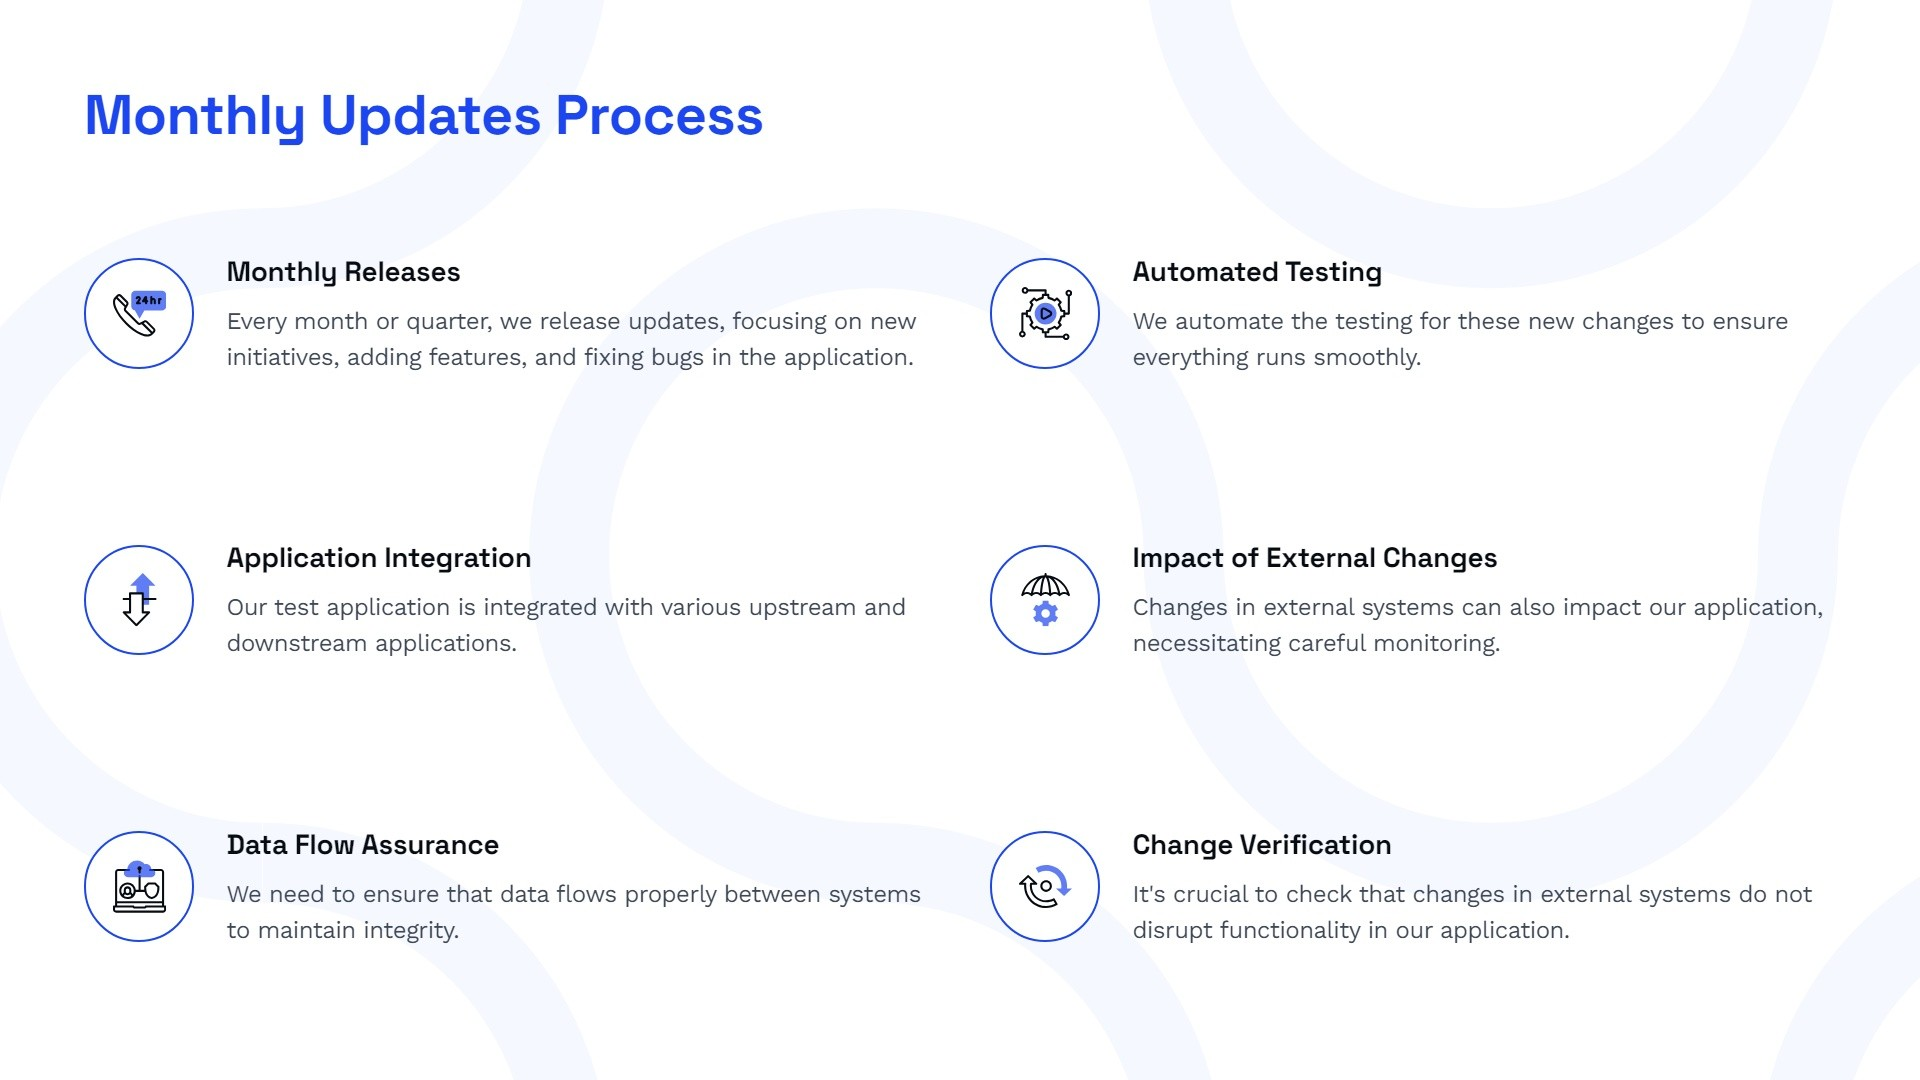 Monthly Updates Process
24hr
Monthly Releases
Every month or quarter, we release updates, focusing on new
initiatives, adding features, and fixing bugs in the application.
Automated Testing
We automate the testing for these new changes to ensure
everything runs smoothly.
Application Integration
Our test application is integrated with various upstream and
downstream applications.
Impact of External Changes
Changes in external systems can also impact our application,
necessitating careful monitoring.
Data Flow Assurance
We need to ensure that data flows properly between systems
to maintain integrity.
Change Verification
It's crucial to check that changes in external systems do not
disrupt functionality in our application.